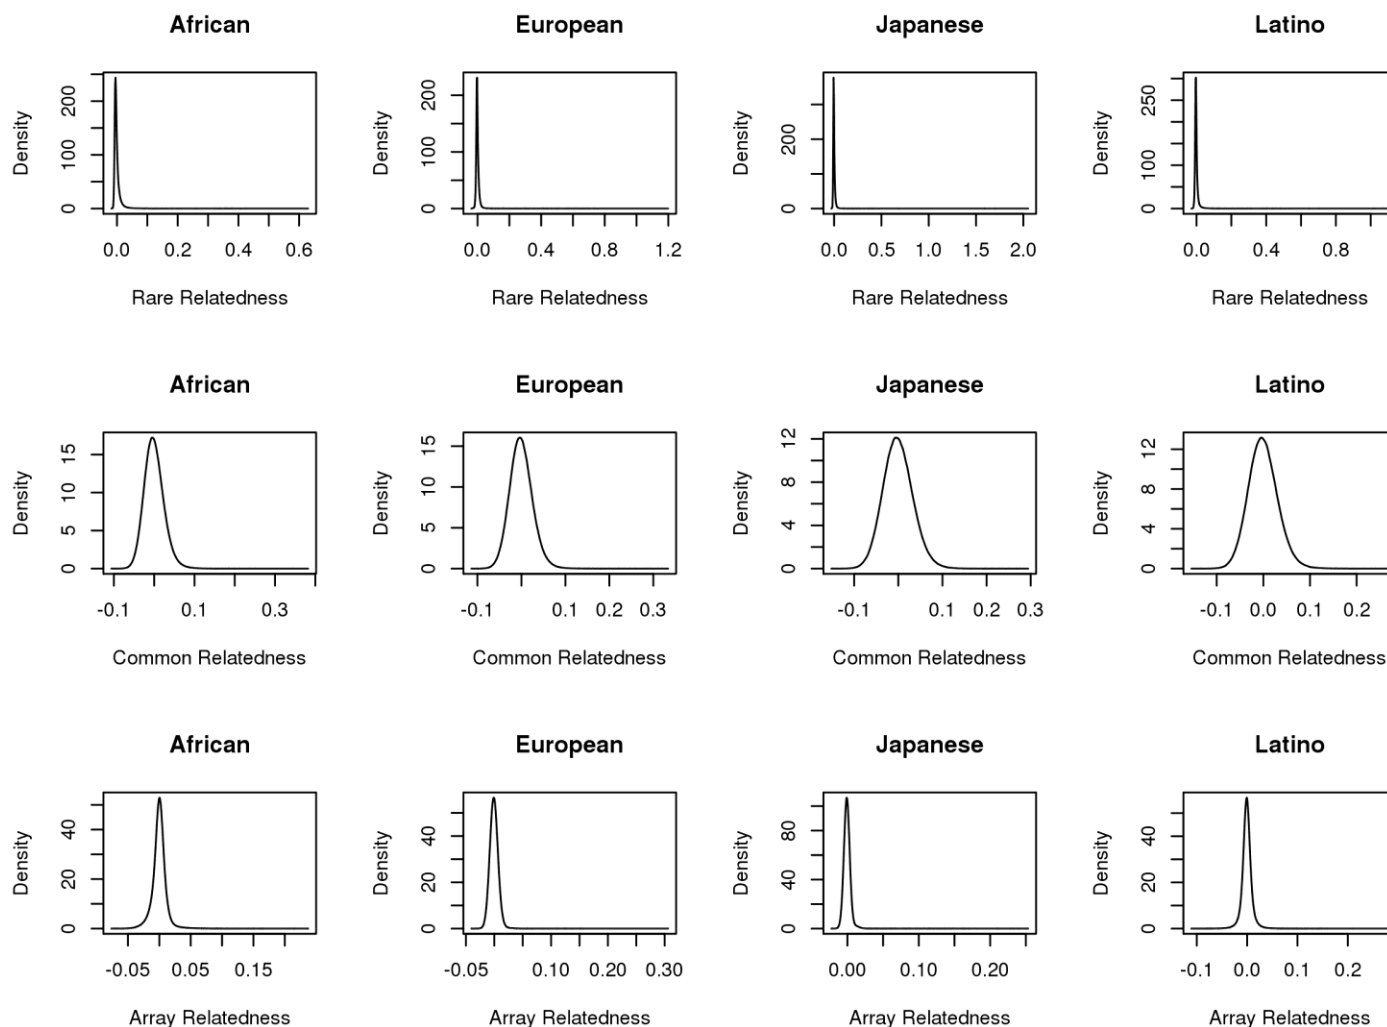 African European Japanese Latino
Density 0 100 200 Density 0 50 100 200 Density 0 200 Density 0 100 250
0.0 0.2 0.4 0.6 0.0 0.4 0.8 1.2 0.0 0.5 1.0 1.5 2.0 0.0 0.4 0.8
Rare Relatedness Rare Relatedness Rare Relatedness Rare Relatedness
African European Japanese Latino
Density 0 5 10 15 Density 0 5 10 15 Density 0 4 8 12 Density 0 4 8 12
-0.1 0.1 0.3 -0.1 0.1 0.2 0.3 -0.1 0.1 0.2 0.3 -0.1 0.0 0.1 0.2
Common Relatedness Common Relatedness Common Relatedness Common Relatedness
African European Japanese Latino
Density 0 20 40 Density 0 20 40 Density 0 40 80 Density 0 20 40
-0.05 0.05 0.15 -0.05 0.10 0.20 0.30 0.00 0.10 0.20 -0.1 0.0 0.1 0.2
Array Relatedness Array Relatedness Array Relatedness Array Relatedness